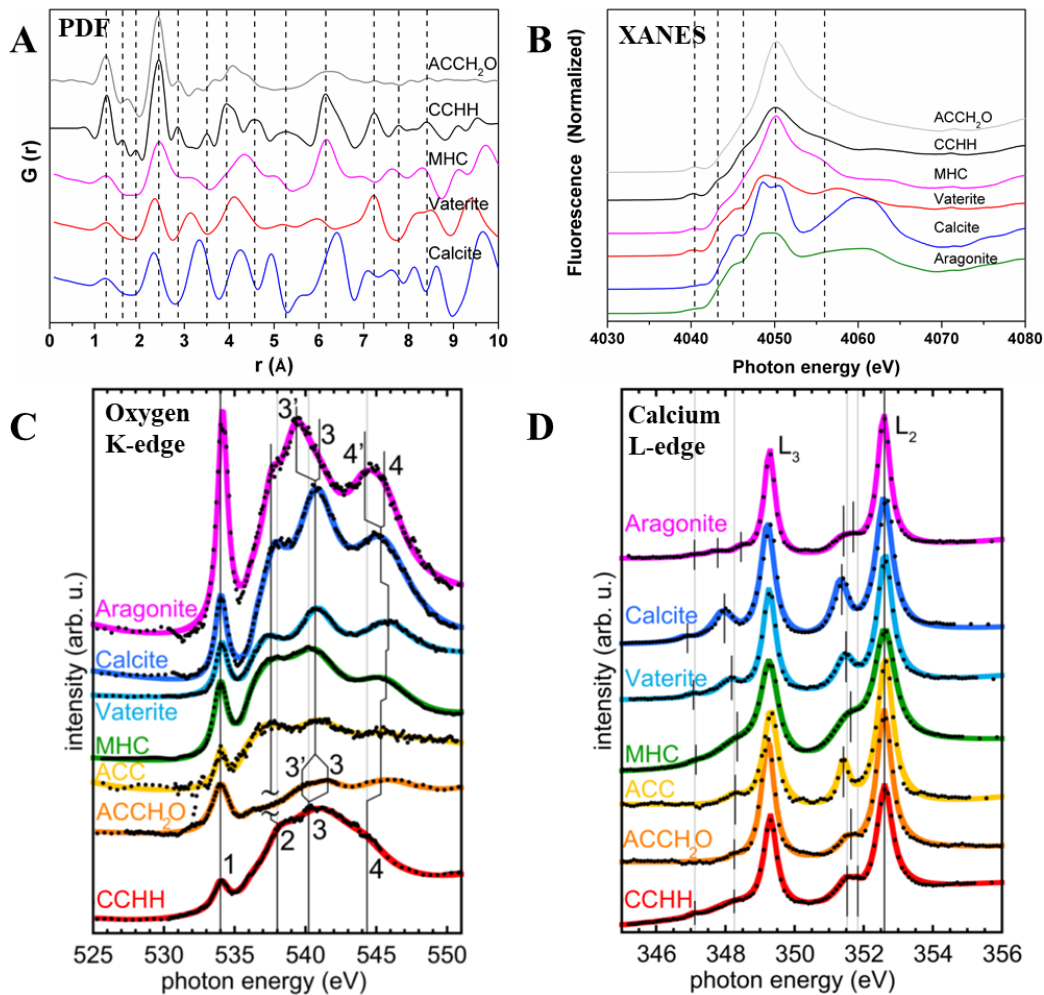 A PDF
ACCH2O
CCHH
MHC
Vaterite
Calcite
G (r)
0 1 2 3 4 5 6 7 8 9 10
r (Å)
B XANES
ACCH2O
CCHH
MHC
Vaterite
Calcite
Aragonite
Fluorescence (Normalized)
4030 4040 4050 4060 4070 4080
Photon energy (eV)
C Oxygen
K-edge
3' 3
4' 4
Aragonite
Calcite
Vaterite
MHC
ACC
3' 3
ACCH2O
~
~
1 2 3 4
CCHH
intensity (arb. u.)
525 530 535 540 545 550
photon energy (eV)
D Calcium
L-edge
L3 L2
Aragonite
Calcite
Vaterite
MHC
ACC
ACCH2O
CCHH
intensity (arb. u.)
346 348 350 352 354 356
photon energy (eV)